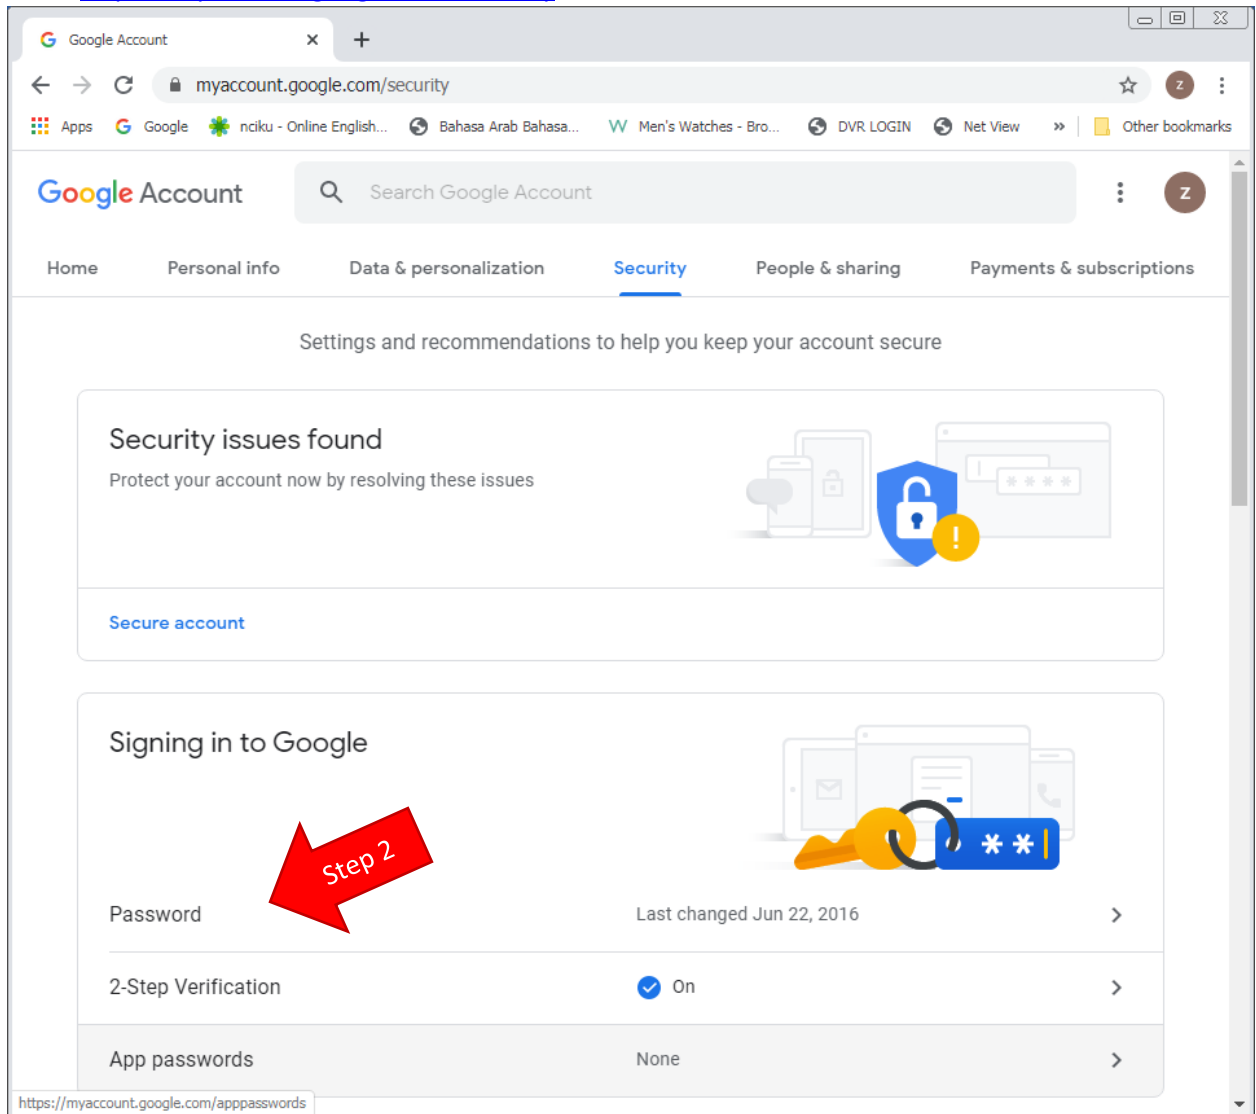 Google Account
myaccount.google.com/security
z
Apps Google nciku - Online English... Bahasa Arab Bahasa... Men's Watches - Bro... DVR LOGIN Net View » Other bookmarks
Google Account Search Google Account z
Home Personal info Data & personalization Security People & sharing Payments & subscriptions
Settings and recommendations to help you keep your account secure
Security issues found
Protect your account now by resolving these issues
Secure account
Signing in to Google
Step 2
Password Last changed Jun 22, 2016
2-Step Verification On
App passwords None
https://myaccount.google.com/apppasswords